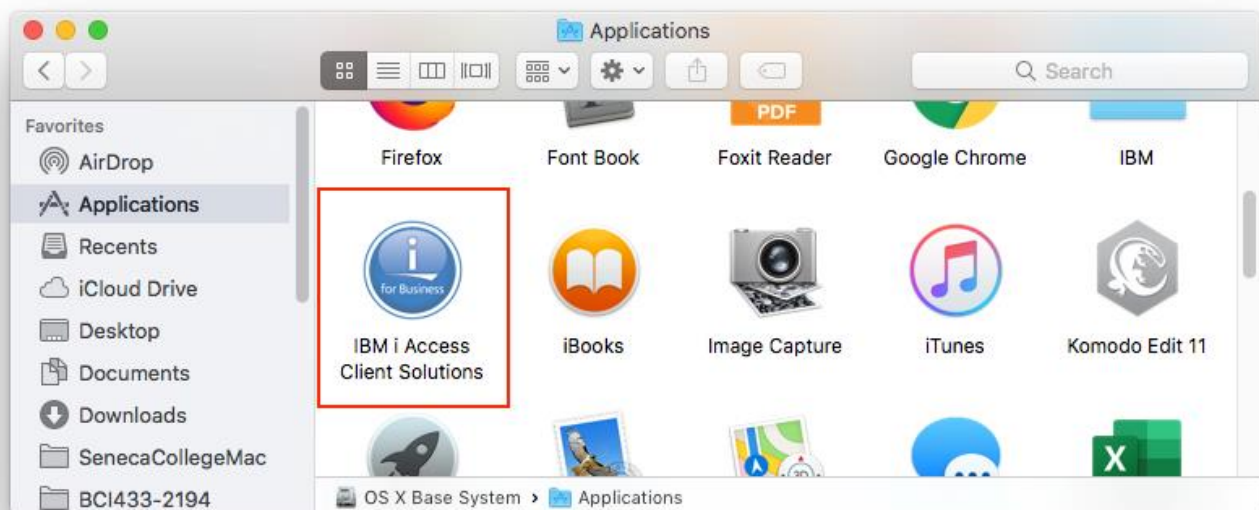 Applications
Search
Favorites
AirDrop
Applications
Recents
iCloud Drive
Desktop
Documents
Downloads
SenecaCollegeMac
BCI433-2194
PDF
Firefox
Font Book
Foxit Reader
Google Chrome
IBM
i
for Business
IBM i Access
Client Solutions
iBooks
Image Capture
iTunes
Komodo Edit 11
3D
X
OS X Base System › Applications